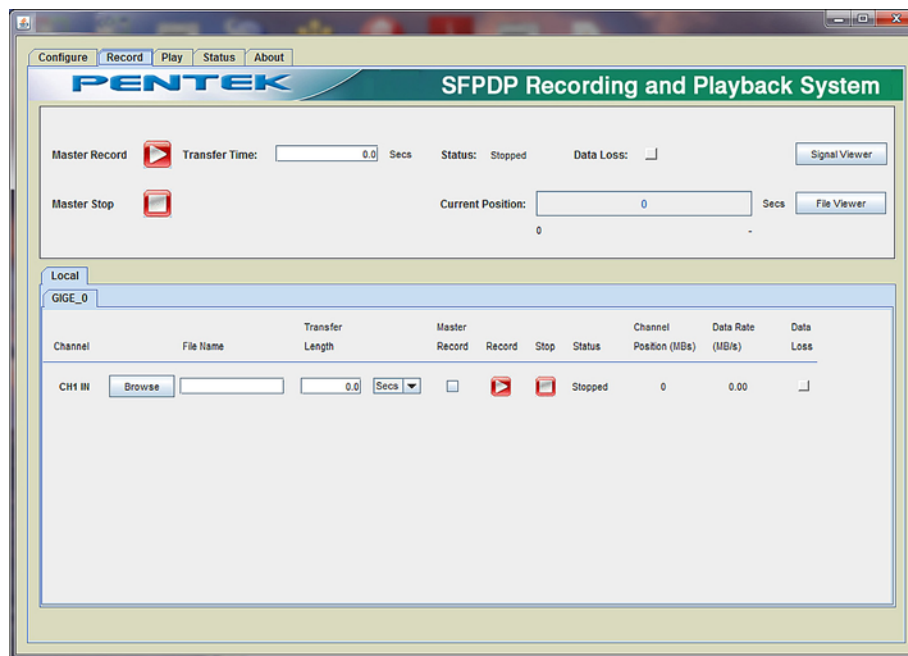 Configure Record Play Status About
PENTEK SFPDP Recording and Playback System
Master Record Transfer Time: 0.0 Secs Status: Stopped Data Loss: Signal Viewer
Master Stop Current Position: 0 Secs File Viewer
0 -
Local
GIGE_0
Transfer Master Channel Data Rate Data
Channel File Name Length Record Record Stop Status Position (MBs) (MB/s) Loss
CH1 IN Browse 0.0 Secs Stopped 0 0.00